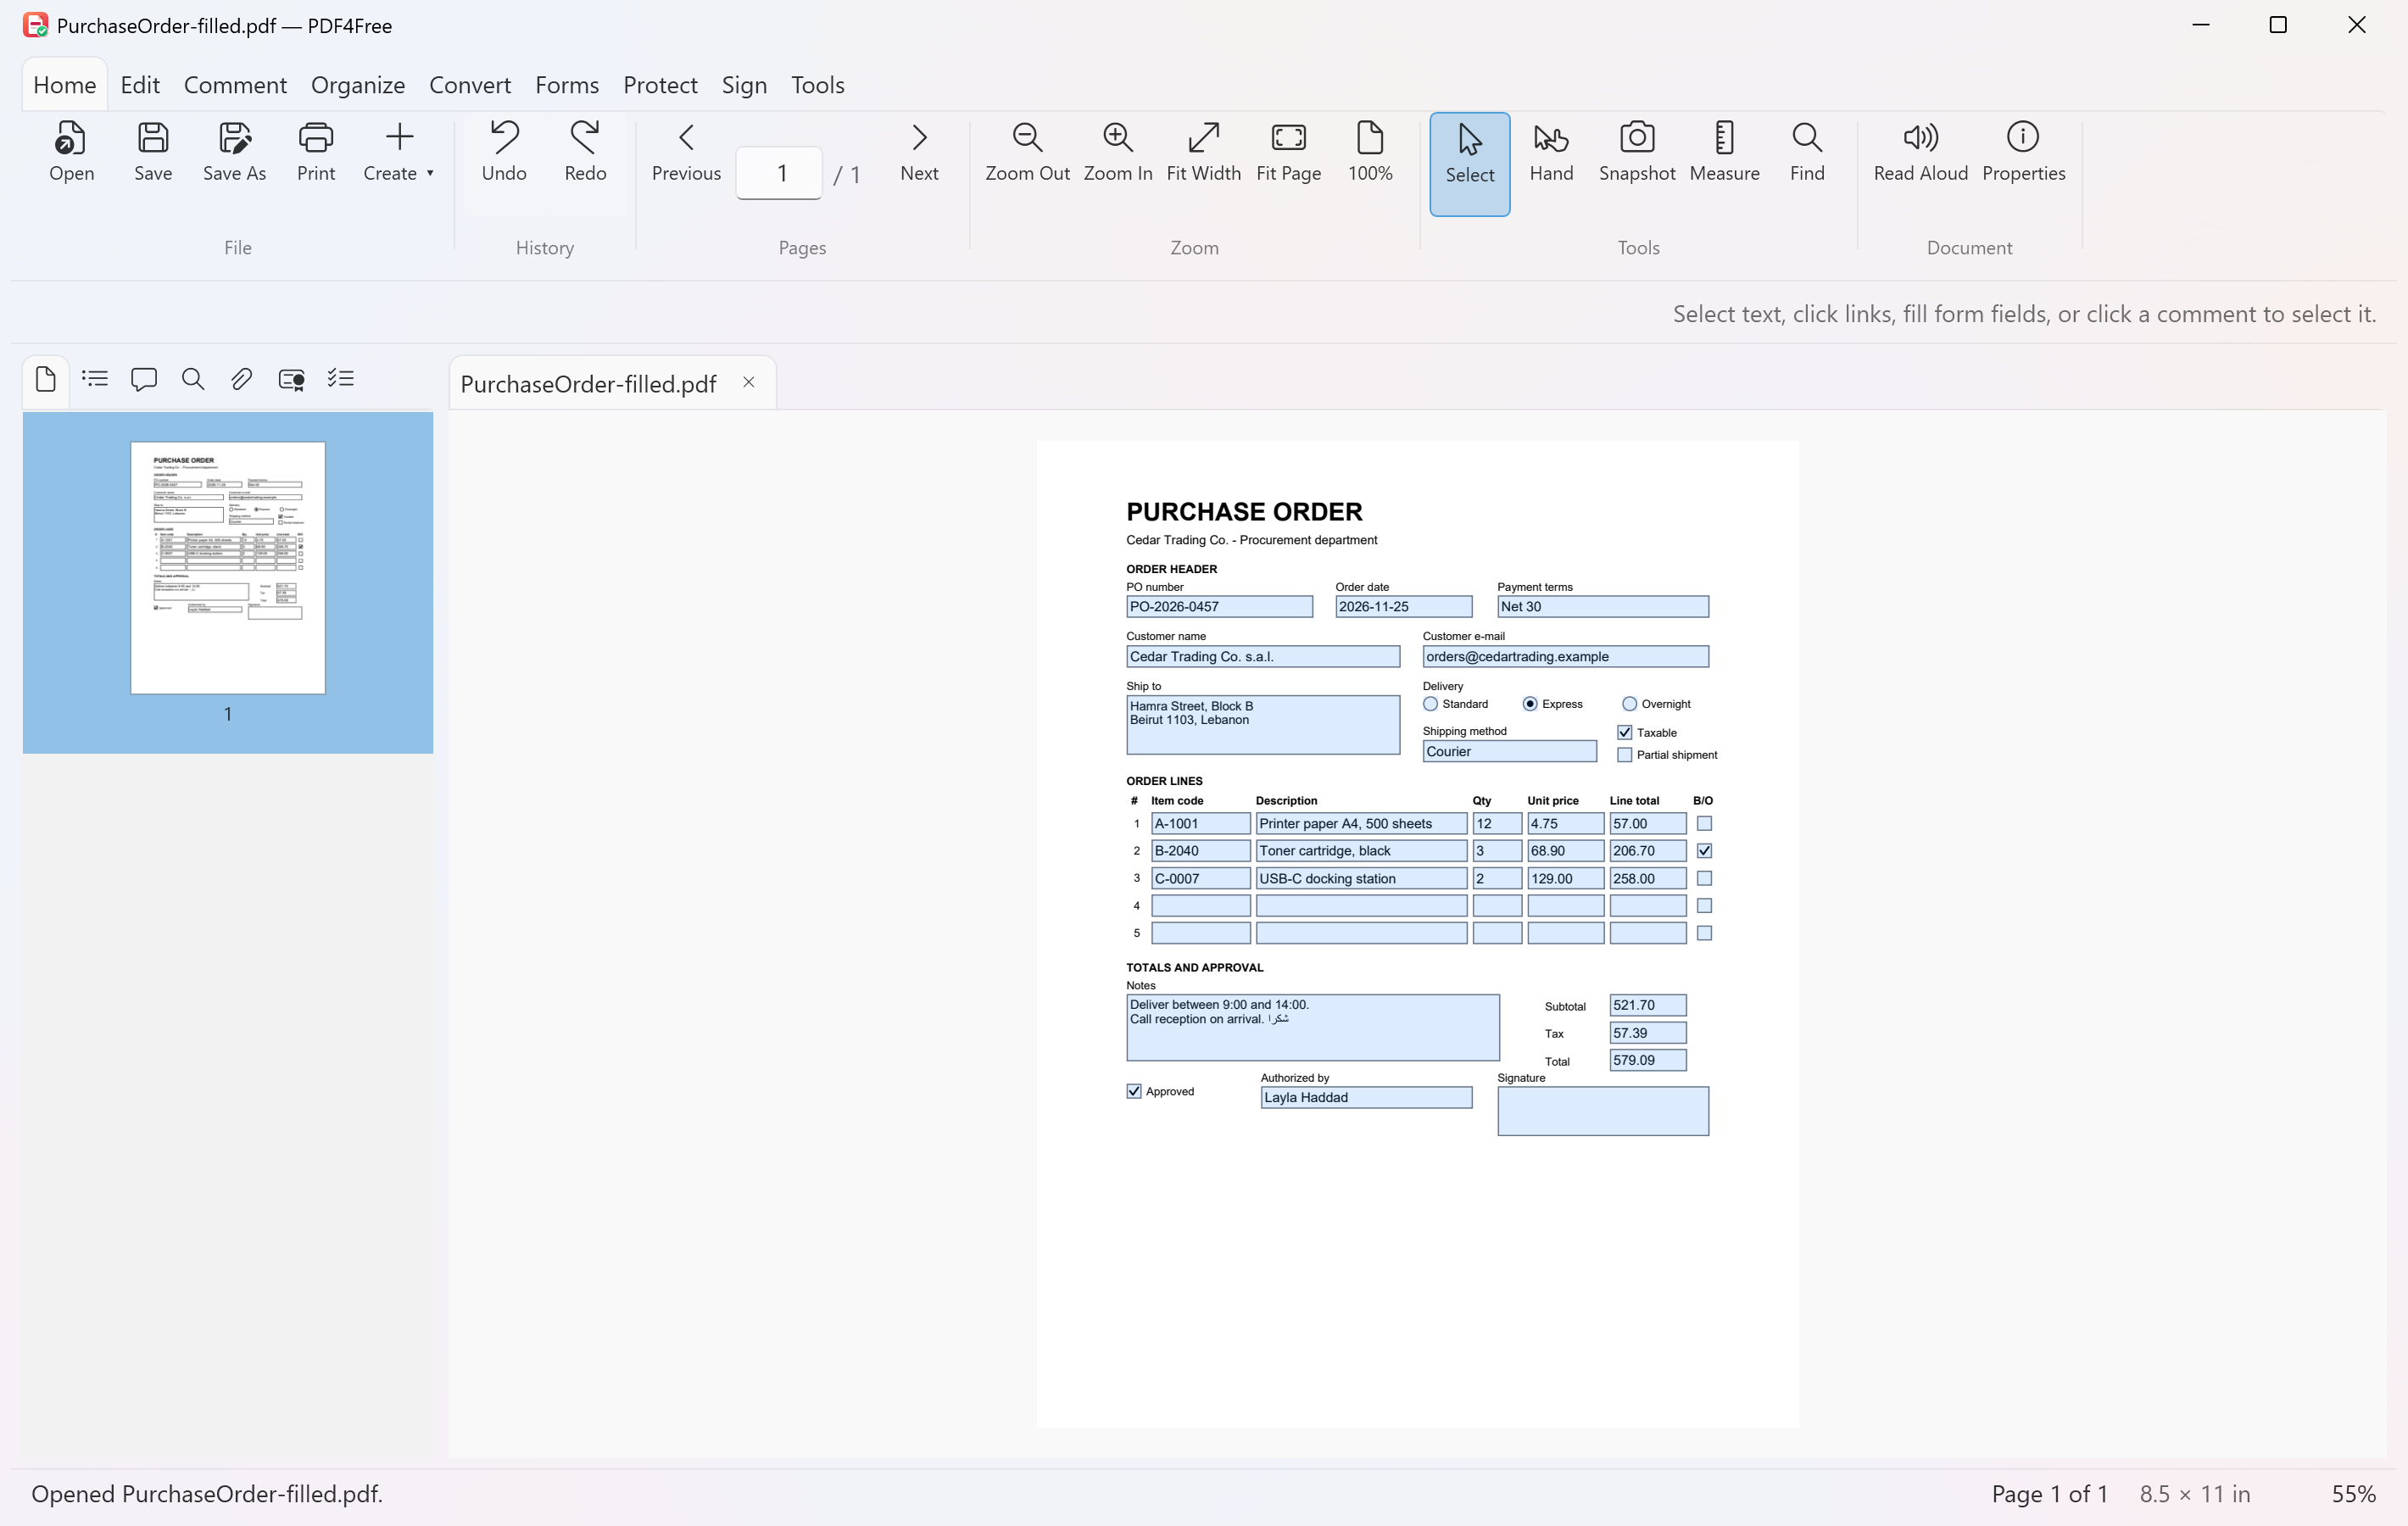 PurchaseOrder-filled.pdf — PDF4Free
Home Edit Comment Organize Convert Forms Protect Sign Tools
Open Save Save As Print Create Undo Redo Previous 1 / 1 Next Zoom Out Zoom In Fit Width Fit Page 100% Select Hand Snapshot Measure Find Read Aloud Properties
File History Pages Zoom Tools Document
Select text, click links, fill form fields, or click a comment to select it.
PurchaseOrder-filled.pdf
1
PURCHASE ORDER
Cedar Trading Co. - Procurement department
ORDER HEADER
PO number Order date Payment terms
PO-2026-0457 2026-11-25 Net 30
Customer name Customer e-mail
Cedar Trading Co. s.a.l. orders@cedartrading.example
Ship to Delivery
Hamra Street, Block B Standard Express Overnight
Beirut 1103, Lebanon
Shipping method Taxable
Courier Partial shipment
ORDER LINES
# Item code Description Qty Unit price Line total B/O
1 A-1001 Printer paper A4, 500 sheets 12 4.75 57.00
2 B-2040 Toner cartridge, black 3 68.90 206.70
3 C-0007 USB-C docking station 2 129.00 258.00
4
5
TOTALS AND APPROVAL
Notes
Deliver between 9:00 and 14:00. Subtotal 521.70
Call reception on arrival. شكرا
Tax 57.39
Total 579.09
Authorized by Signature
Approved Layla Haddad
Opened PurchaseOrder-filled.pdf. Page 1 of 1 8.5 × 11 in 55%